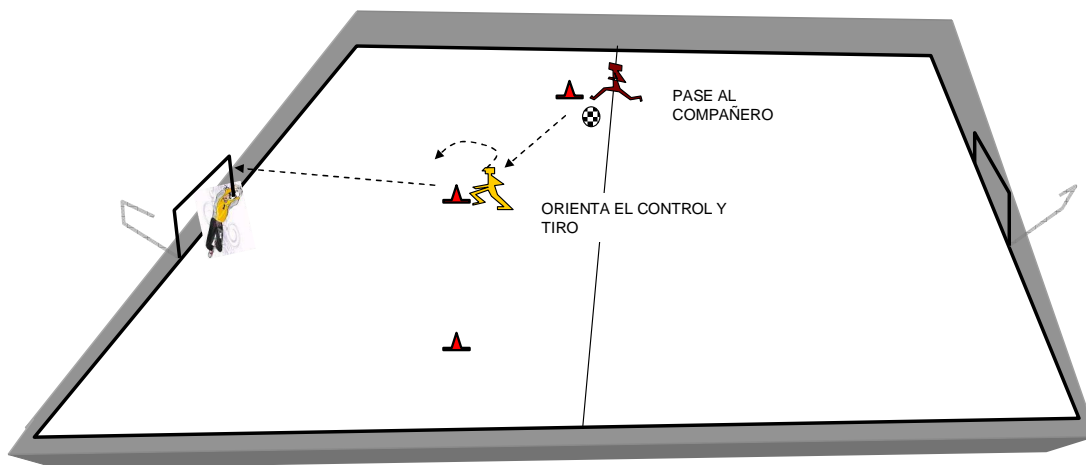 PASE AL
COMPAÑERO
ORIENTA EL CONTROL Y
TIRO